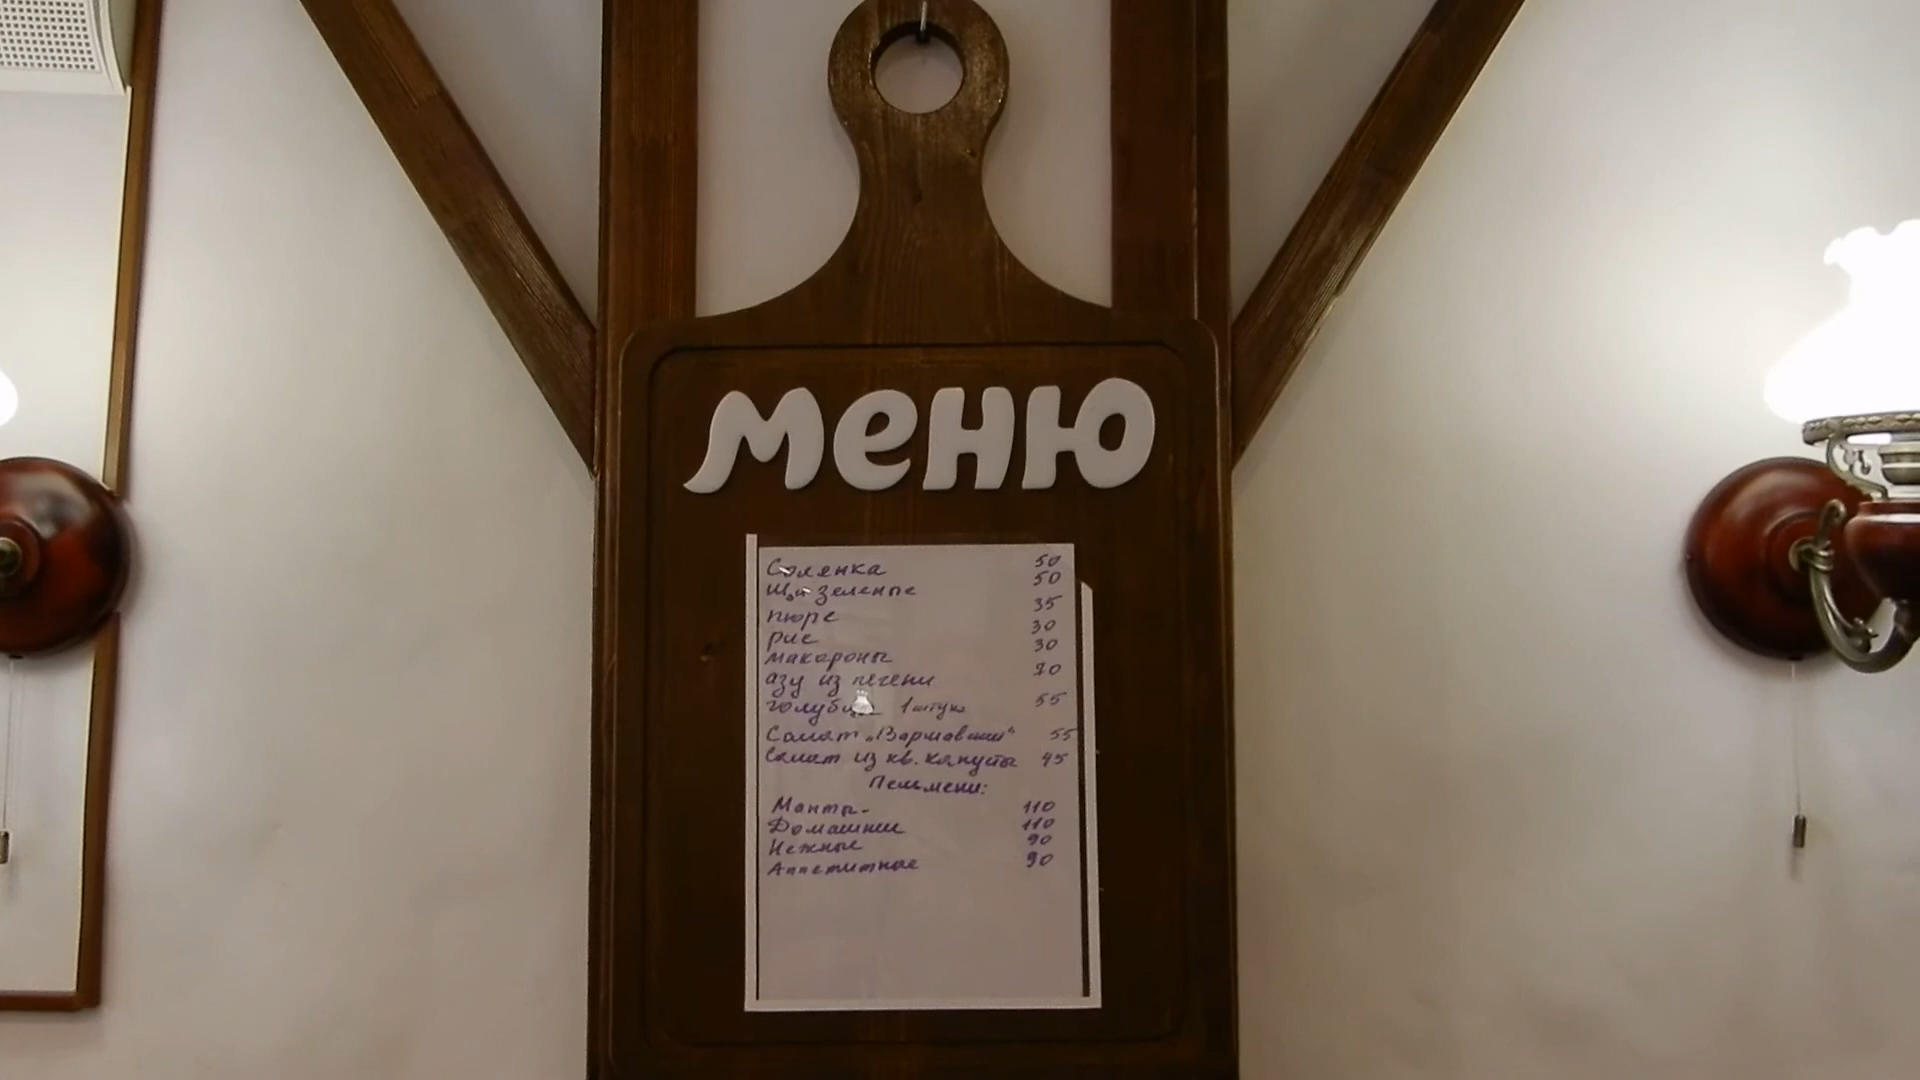 меню
Солянка 50
Щи зеленые 50
пюре 35
рис 30
макароны 30
азу из печени
голубцы 1 штука 55
Салат „Варшавский" 55
Салат из кв. капусты 45
Пельмени:
Манты- 110
Домашние 110
Нежные 90
Аппетитные 90